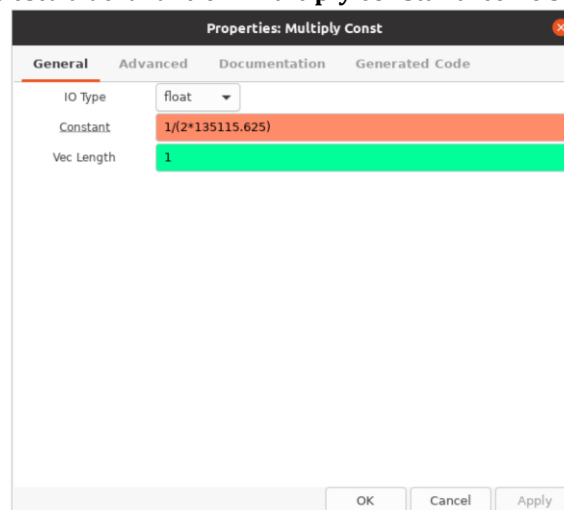 Properties: Multiply Const
General Advanced Documentation Generated Code
IO Type float
Constant 1/(2*135115.625)
Vec Length 1
OK Cancel Apply